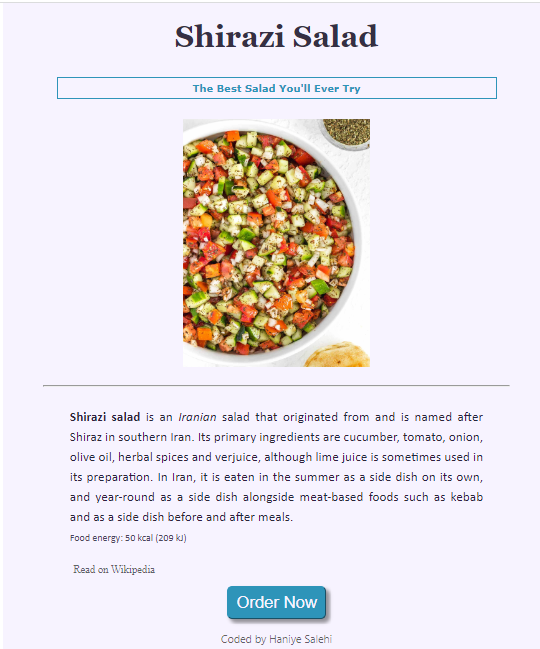 Shirazi Salad
The Best Salad You'll Ever Try
Shirazi salad is an Iranian salad that originated from and is named after
Shiraz in southern Iran. Its primary ingredients are cucumber, tomato, onion,
olive oil, herbal spices and verjuice, although lime juice is sometimes used in
its preparation. In Iran, it is eaten in the summer as a side dish on its own,
and year-round as a side dish alongside meat-based foods such as kebab
and as a side dish before and after meals.
Food energy: 50 kcal (209 kJ)
Read on Wikipedia
Order Now
Coded by Haniye Salehi